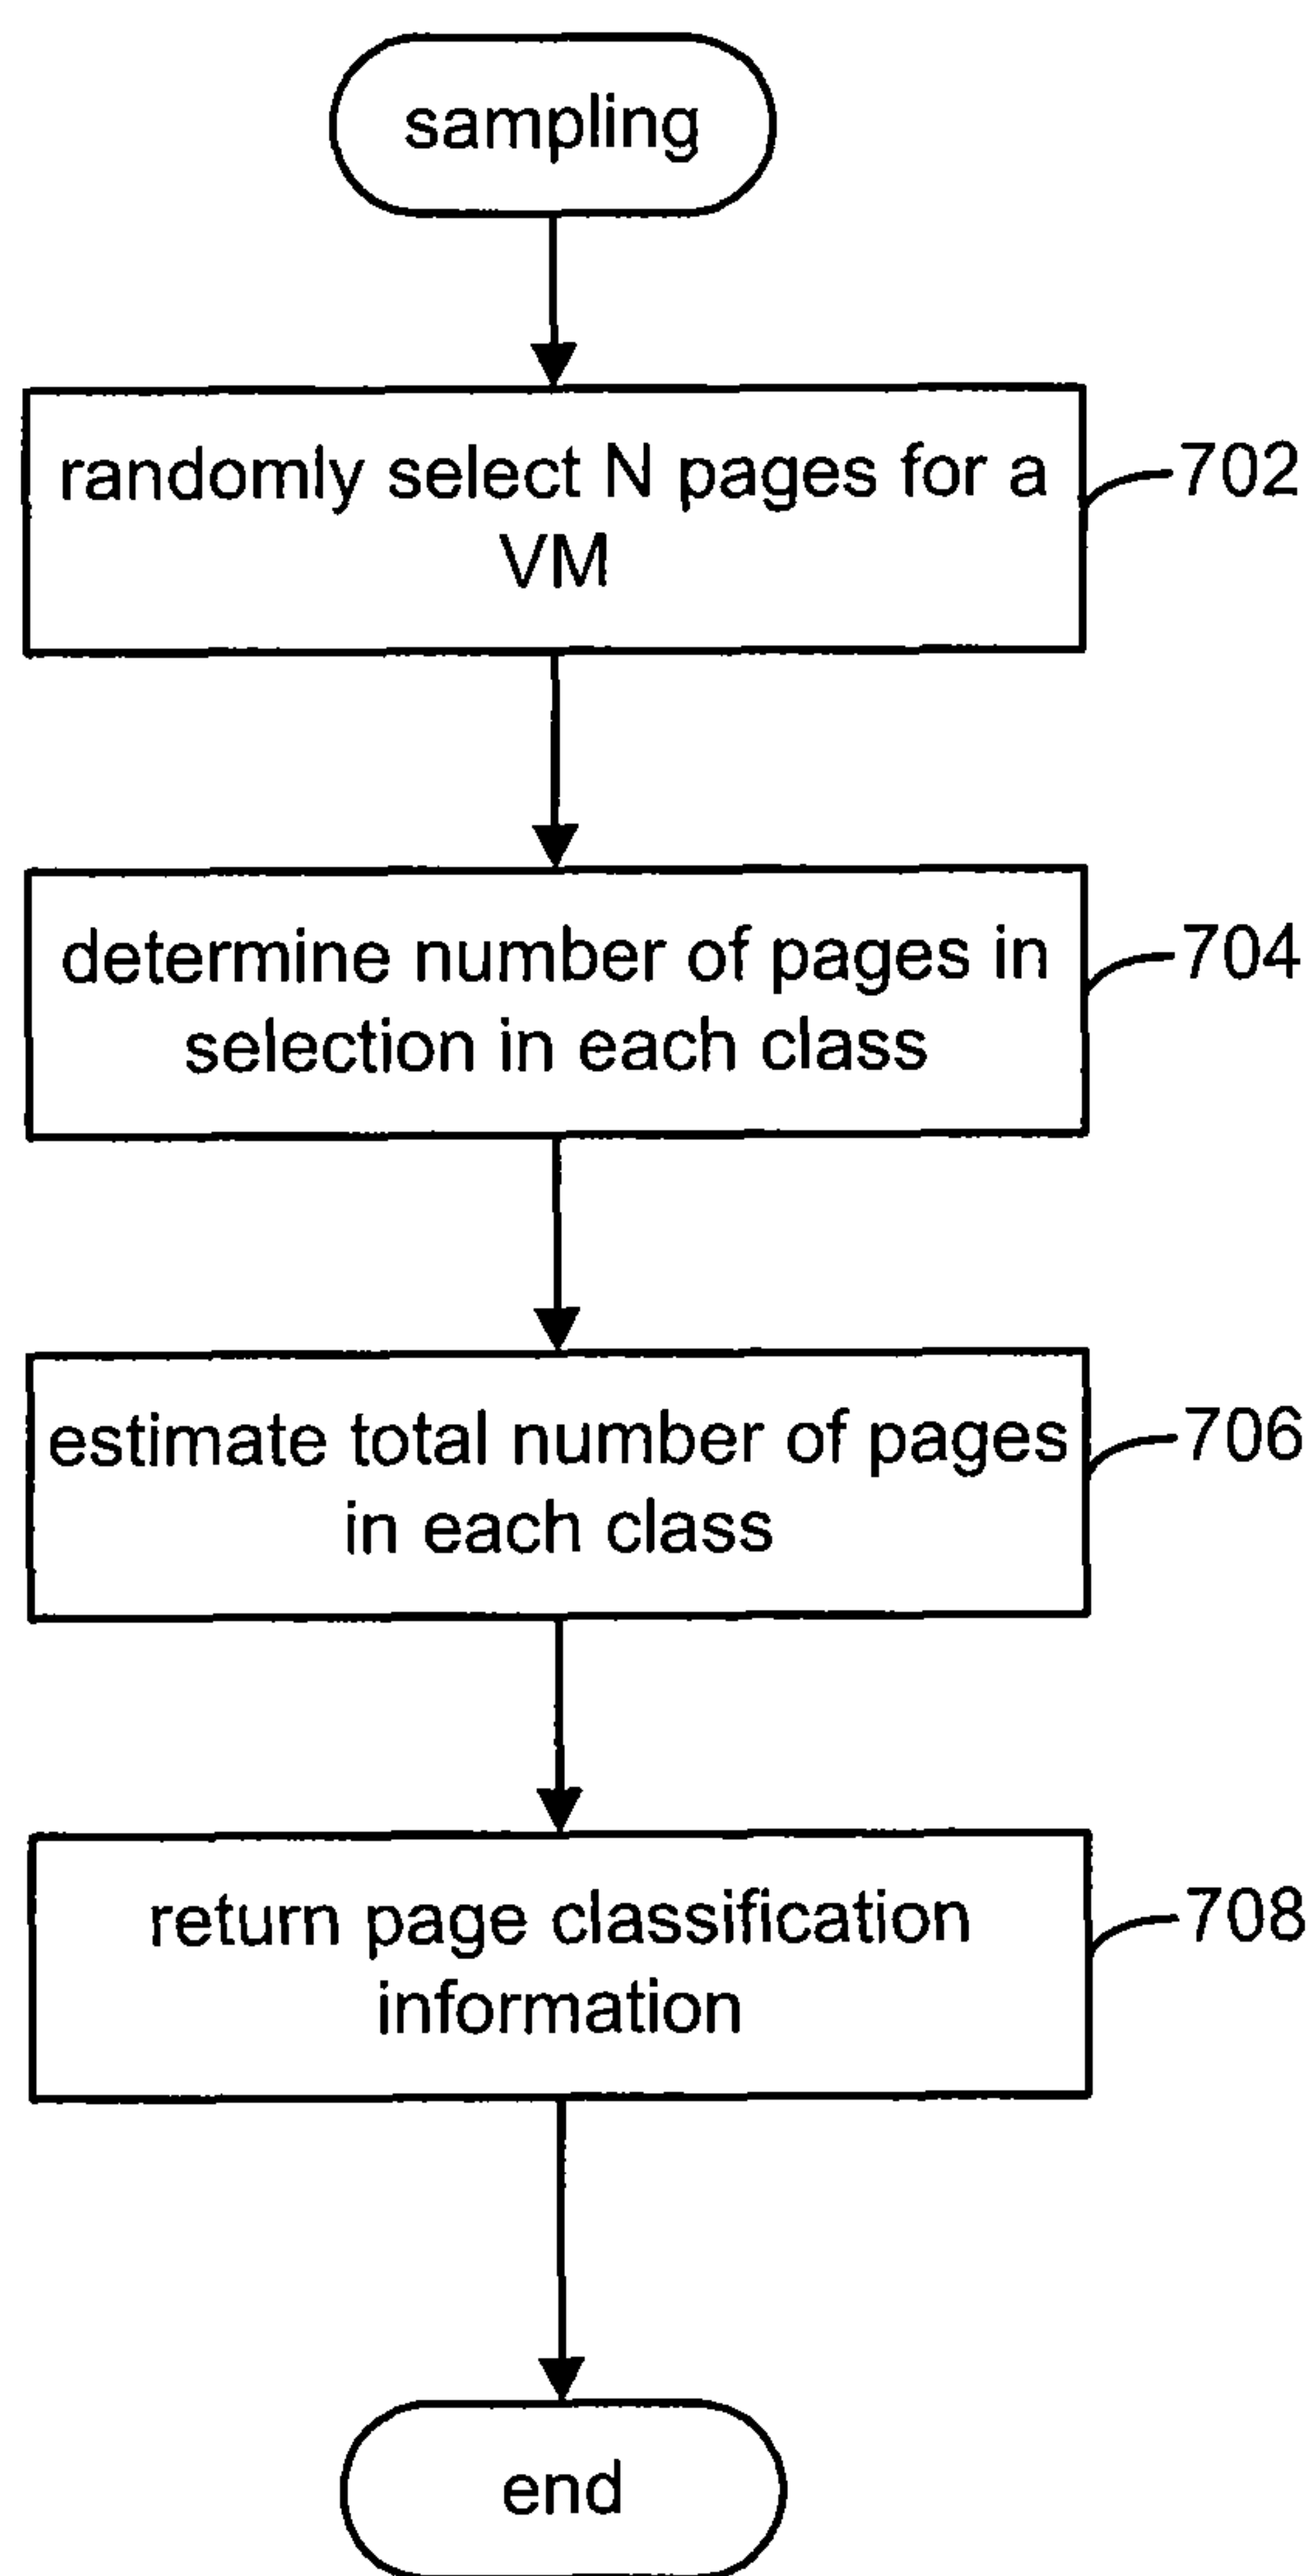 sampling
randomly select N pages for a
VM
702
determine number of pages in
selection in each class
704
estimate total number of pages
in each class
706
return page classification
information
708
end